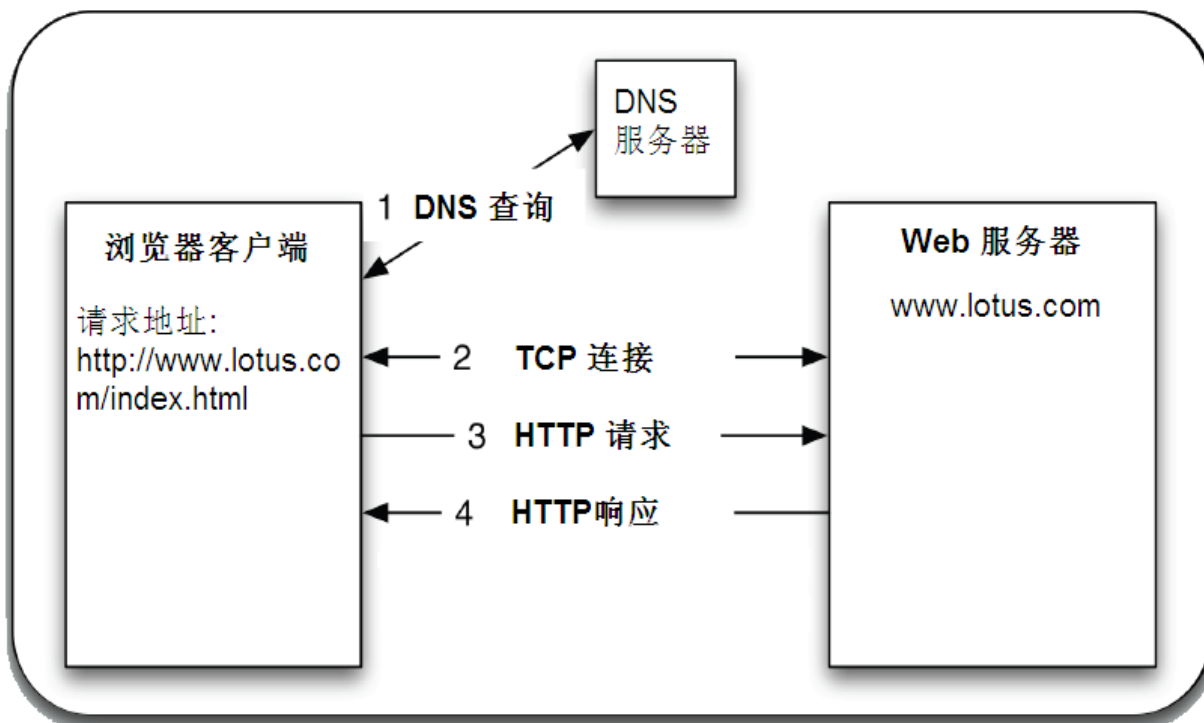 DNS
服务器
1 DNS 查询
浏览器客户端
请求地址:
http://www.lotus.co
m/index.html
Web 服务器
www.lotus.com
2 TCP 连接
3 HTTP 请求
4 HTTP响应